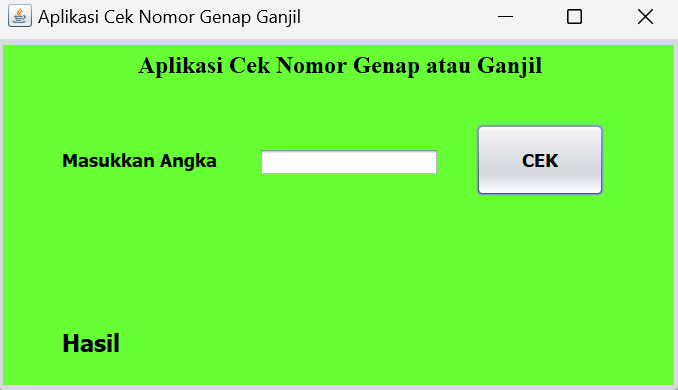 Aplikasi Cek Nomor Genap Ganjil
Aplikasi Cek Nomor Genap atau Ganjil
Masukkan Angka
CEK
Hasil